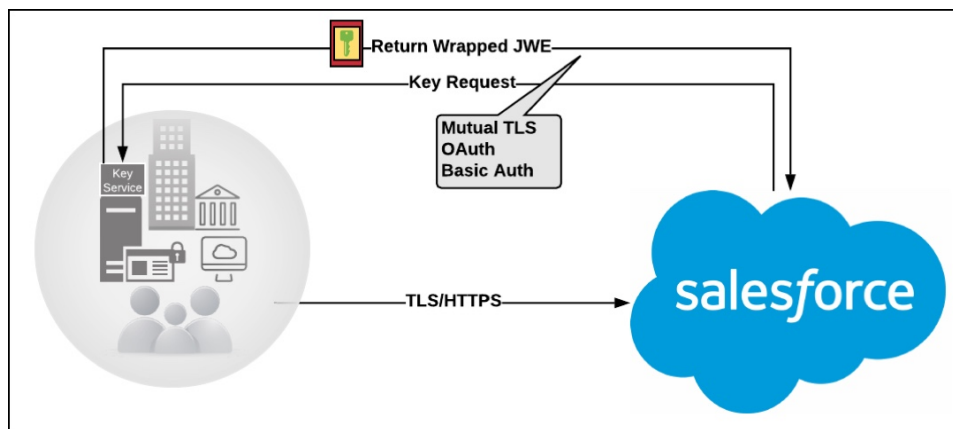 Return Wrapped JWE
Key Request
Mutual TLS
OAuth
Basic Auth
Key
Service
TLS/HTTPS
salesforce